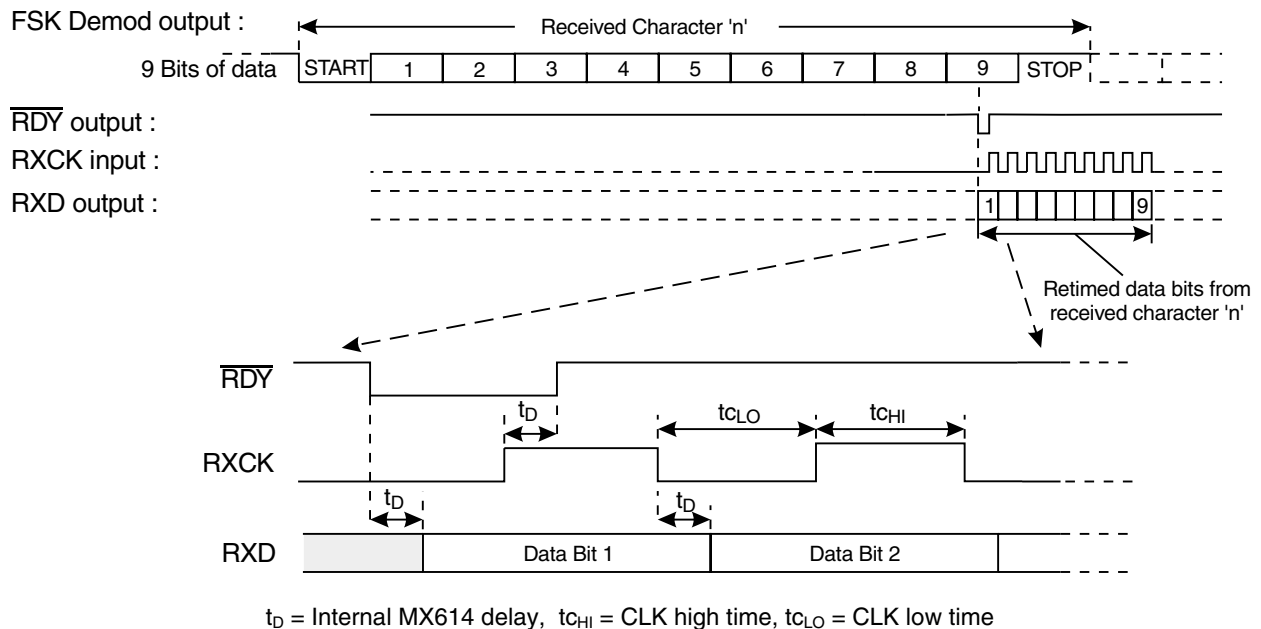 FSK Demod output :
Received Character 'n'
9 Bits of data
START 1 2 3 4 5 6 7 8 9 STOP
RDY output :
RXCK input :
RXD output :
1 9
Retimed data bits from
received character 'n'
RDY
tD tcLO tcHI
RXCK
tD tD
RXD
Data Bit 1 Data Bit 2
tD = Internal MX614 delay, tcHI = CLK high time, tcLO = CLK low time